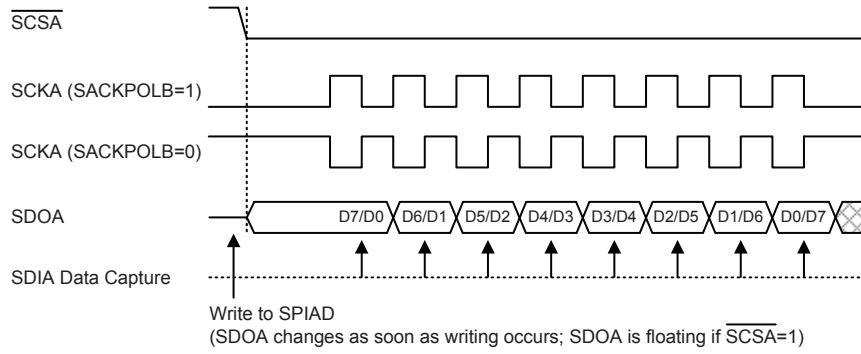 SCSA
SCKA (SACKPOLB=1)
SCKA (SACKPOLB=0)
SDOA D7/D0 D6/D1 D5/D2 D4/D3 D3/D4 D2/D5 D1/D6 D0/D7
SDIA Data Capture
Write to SPIAD
(SDOA changes as soon as writing occurs; SDOA is floating if SCSA=1)